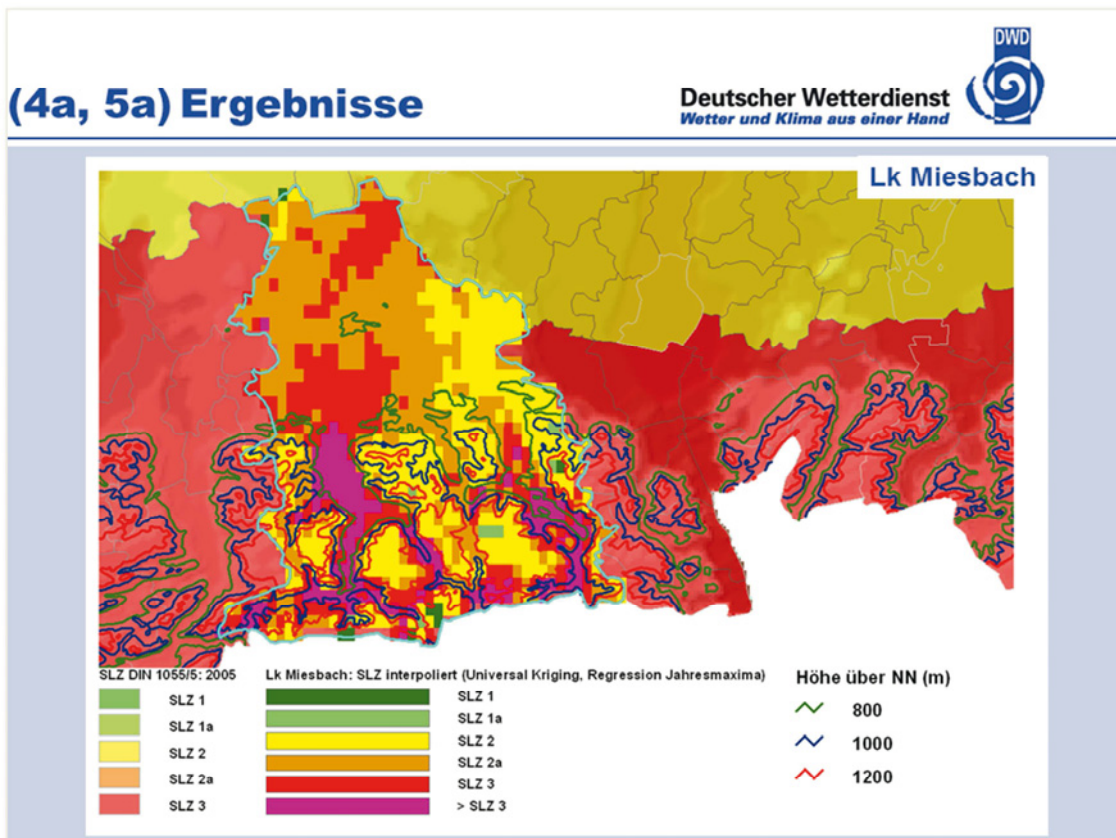 DWD
(4a, 5a) Ergebnisse
Deutscher Wetterdienst
Wetter und Klima aus einer Hand
Lk Miesbach
SLZ DIN 1055/5: 2005
SLZ 1
SLZ 1a
SLZ 2
SLZ 2a
SLZ 3
Lk Miesbach: SLZ interpoliert (Universal Kriging, Regression Jahresmaxima)
SLZ 1
SLZ 1a
SLZ 2
SLZ 2a
SLZ 3
> SLZ 3
Höhe über NN (m)
800
1000
1200